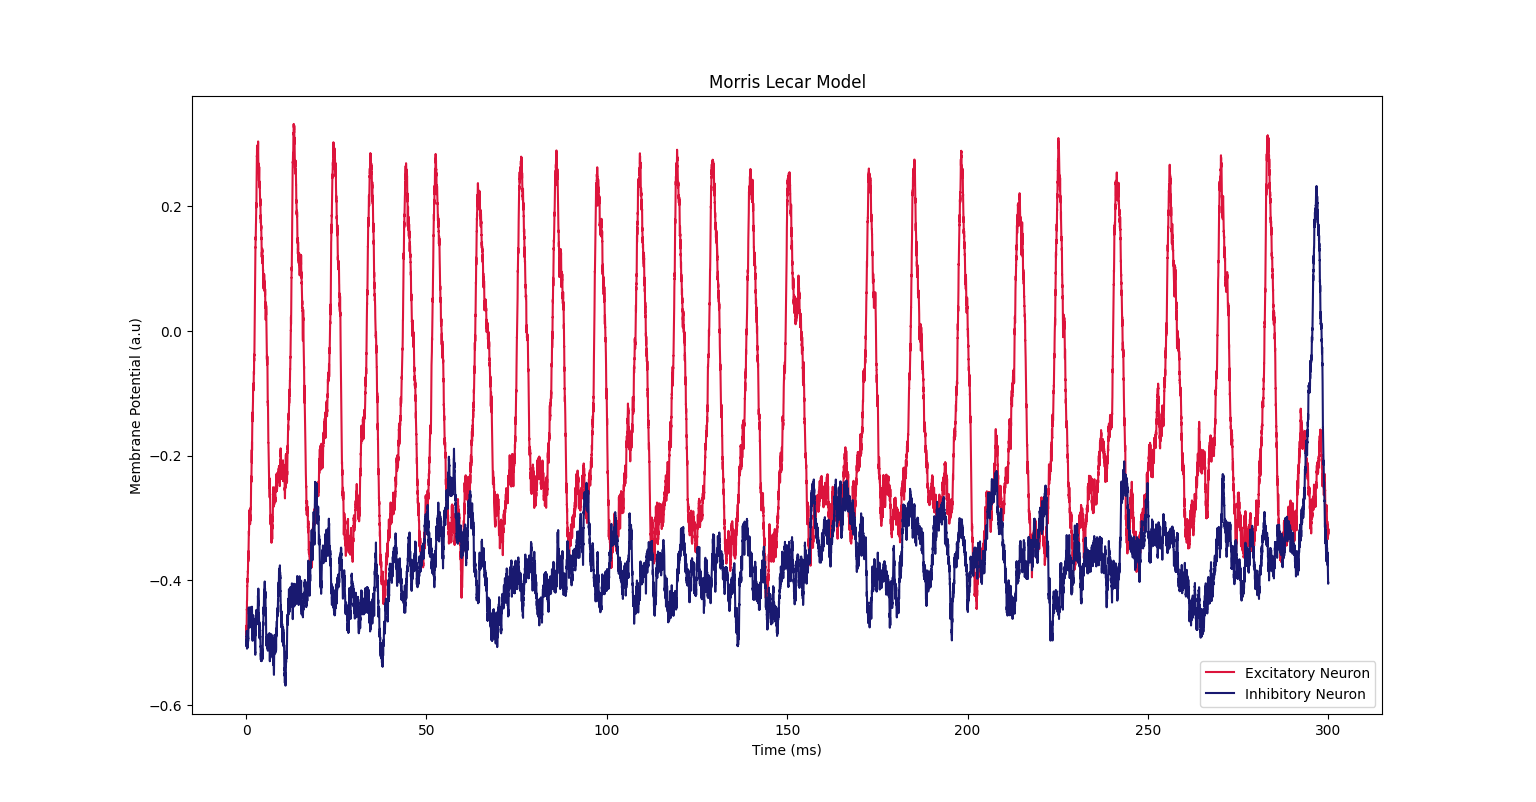 Morris Lecar Model
Membrane Potential (a.u)
0.2
0.0
−0.2
−0.4
−0.6
0 50 100 150 200 250 300
Time (ms)
Excitatory Neuron
Inhibitory Neuron